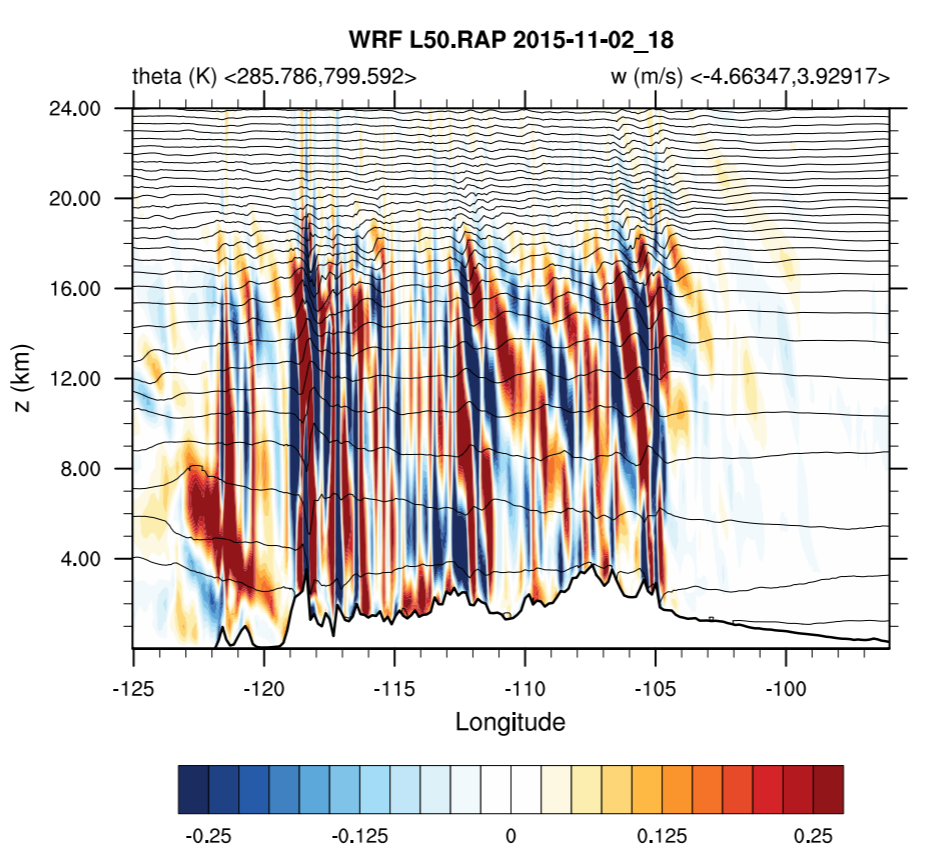 WRF L50.RAP 2015-11-02_18
theta (K) <285.786,799.592> w (m/s) <-4.66347,3.92917>
24.00
20.00
16.00
12.00
8.00
4.00
z (km)
-125 -120 -115 -110 -105 -100
Longitude
-0.25 -0.125 0 0.125 0.25